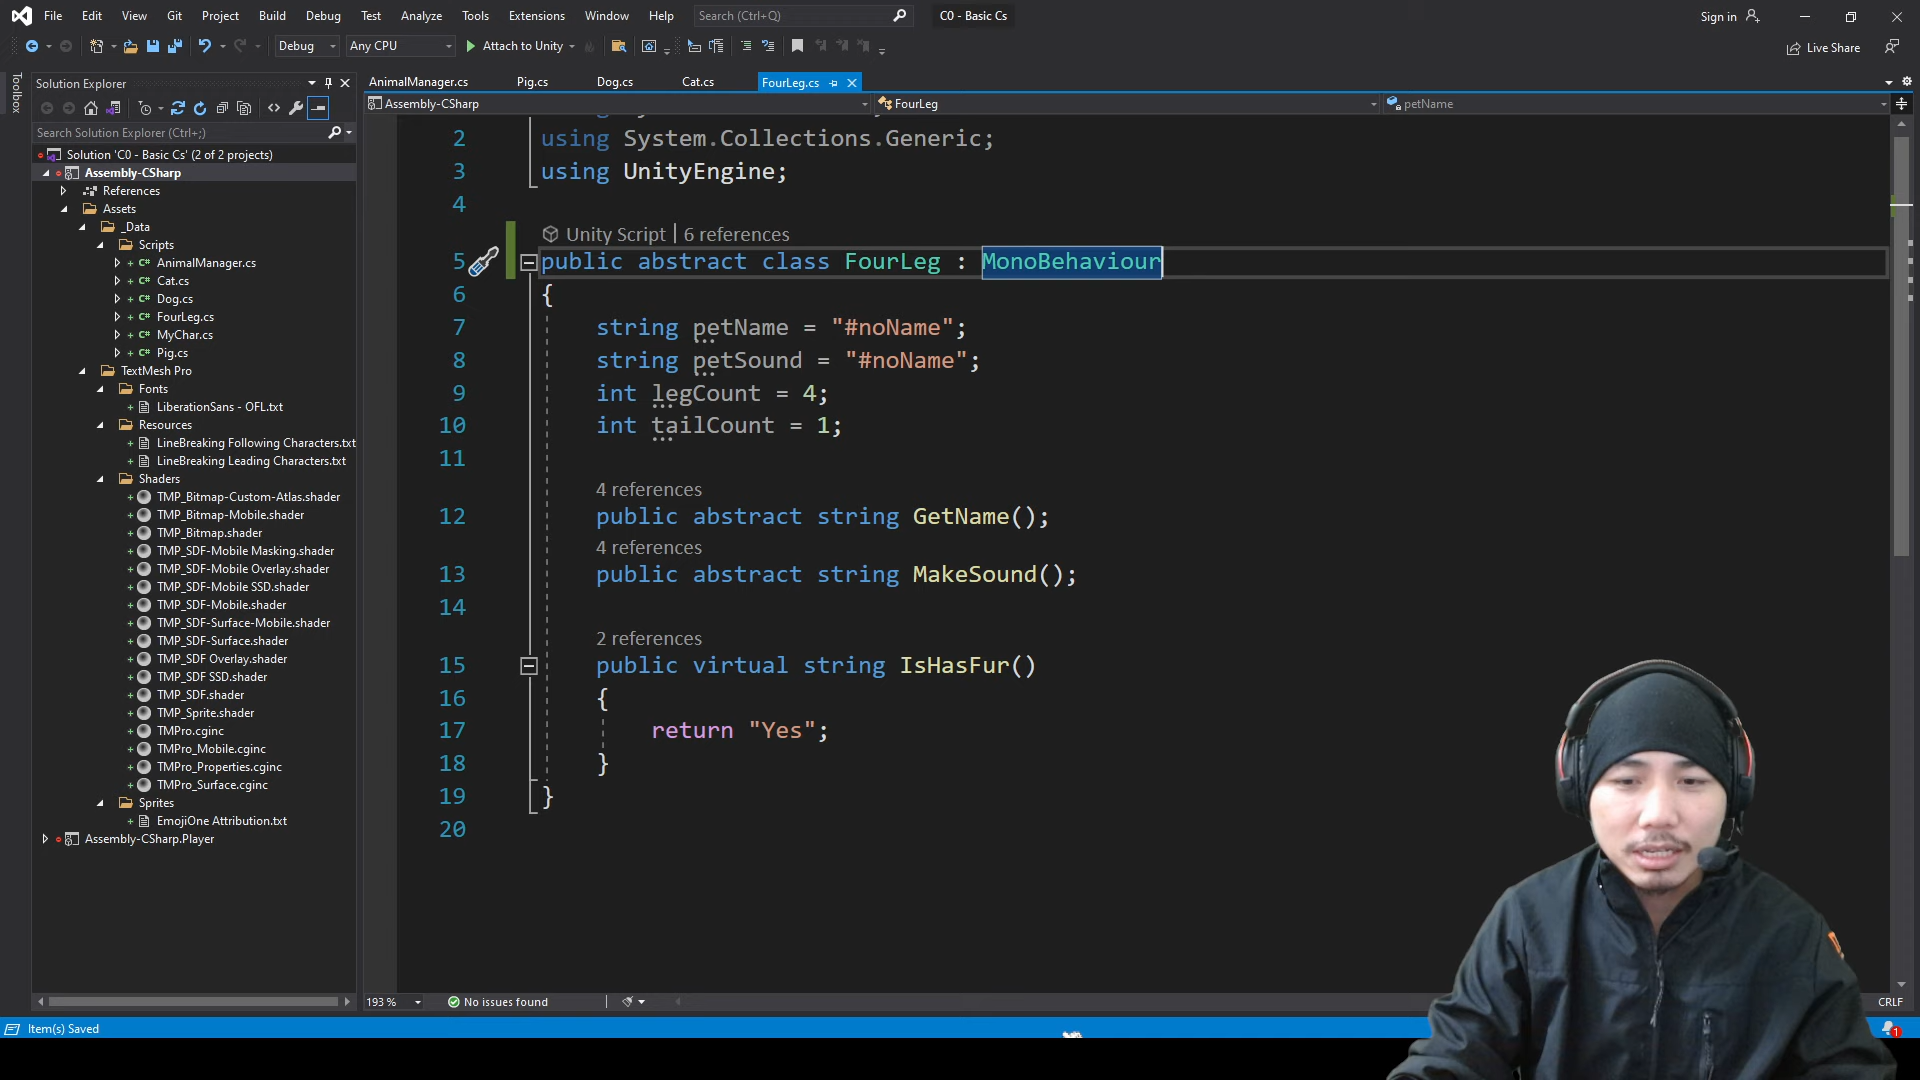 File Edit View Git Project Build Debug Test Analyze Tools Extensions Window Help Search (Ctrl+Q) C0 - Basic Cs Sign in
Debug Any CPU Attach to Unity Live Share
Toolbox
Solution Explorer
Search Solution Explorer (Ctrl+;)
Solution 'C0 - Basic Cs' (2 of 2 projects)
Assembly-CSharp
References
Assets
_Data
Scripts
C# AnimalManager.cs
C# Cat.cs
C# Dog.cs
C# FourLeg.cs
C# MyChar.cs
C# Pig.cs
TextMesh Pro
Fonts
LiberationSans - OFL.txt
Resources
LineBreaking Following Characters.txt
LineBreaking Leading Characters.txt
Shaders
TMP_Bitmap-Custom-Atlas.shader
TMP_Bitmap-Mobile.shader
TMP_Bitmap.shader
TMP_SDF-Mobile Masking.shader
TMP_SDF-Mobile Overlay.shader
TMP_SDF-Mobile SSD.shader
TMP_SDF-Mobile.shader
TMP_SDF-Surface-Mobile.shader
TMP_SDF-Surface.shader
TMP_SDF Overlay.shader
TMP_SDF SSD.shader
TMP_SDF.shader
TMP_Sprite.shader
TMPro.cginc
TMPro_Mobile.cginc
TMPro_Properties.cginc
TMPro_Surface.cginc
Sprites
EmojiOne Attribution.txt
Assembly-CSharp.Player
AnimalManager.cs Pig.cs Dog.cs Cat.cs FourLeg.cs
Assembly-CSharp FourLeg petName
2 using System.Collections.Generic;
3 using UnityEngine;
4
Unity Script | 6 references
5 public abstract class FourLeg : MonoBehaviour
6 {
7 string petName = "#noName";
8 string petSound = "#noName";
9 int legCount = 4;
10 int tailCount = 1;
11
4 references
12 public abstract string GetName();
4 references
13 public abstract string MakeSound();
14
2 references
15 public virtual string IsHasFur()
16 {
17 return "Yes";
18 }
19 }
20
193 % No issues found CRLF
Item(s) Saved 1